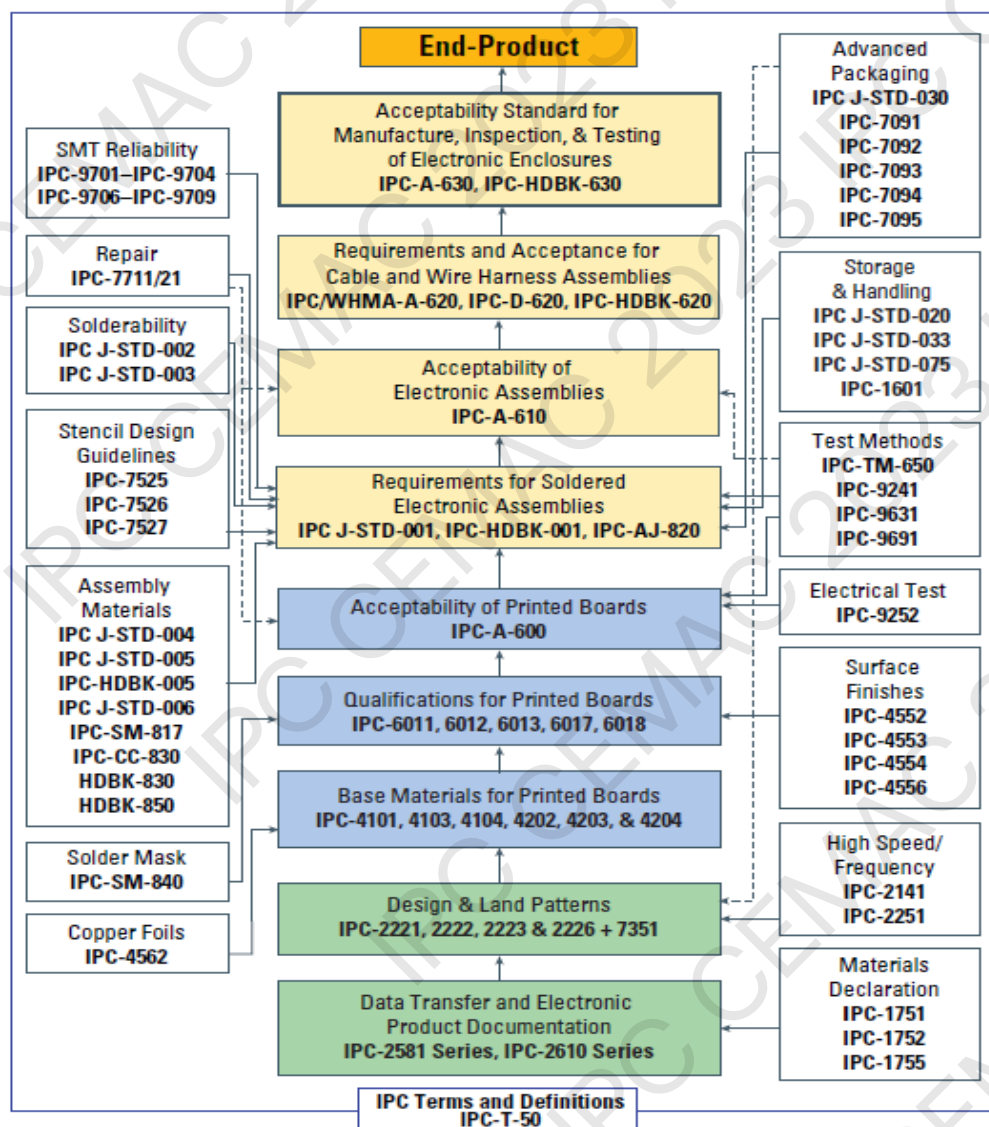 End-Product
Acceptability Standard for
Manufacture, Inspection, & Testing
of Electronic Enclosures
IPC-A-630, IPC-HDBK-630
Requirements and Acceptance for
Cable and Wire Harness Assemblies
IPC/WHMA-A-620, IPC-D-620, IPC-HDBK-620
Acceptability of
Electronic Assemblies
IPC-A-610
Requirements for Soldered
Electronic Assemblies
IPC J-STD-001, IPC-HDBK-001, IPC-AJ-820
Acceptability of Printed Boards
IPC-A-600
Qualifications for Printed Boards
IPC-6011, 6012, 6013, 6017, 6018
Base Materials for Printed Boards
IPC-4101, 4103, 4104, 4202, 4203, & 4204
Design & Land Patterns
IPC-2221, 2222, 2223 & 2226 + 7351
Data Transfer and Electronic
Product Documentation
IPC-2581 Series, IPC-2610 Series
IPC Terms and Definitions
IPC-T-50
SMT Reliability
IPC-9701–IPC-9704
IPC-9706–IPC-9709
Repair
IPC-7711/21
Solderability
IPC J-STD-002
IPC J-STD-003
Stencil Design
Guidelines
IPC-7525
IPC-7526
IPC-7527
Assembly
Materials
IPC J-STD-004
IPC J-STD-005
IPC-HDBK-005
IPC J-STD-006
IPC-SM-817
IPC-CC-830
HDBK-830
HDBK-850
Solder Mask
IPC-SM-840
Copper Foils
IPC-4562
Advanced
Packaging
IPC J-STD-030
IPC-7091
IPC-7092
IPC-7093
IPC-7094
IPC-7095
Storage
& Handling
IPC J-STD-020
IPC J-STD-033
IPC J-STD-075
IPC-1601
Test Methods
IPC-TM-650
IPC-9241
IPC-9631
IPC-9691
Electrical Test
IPC-9252
Surface
Finishes
IPC-4552
IPC-4553
IPC-4554
IPC-4556
High Speed/
Frequency
IPC-2141
IPC-2251
Materials
Declaration
IPC-1751
IPC-1752
IPC-1755
IPC CEMAC 2023 IPC CEMAC 2023 IPC